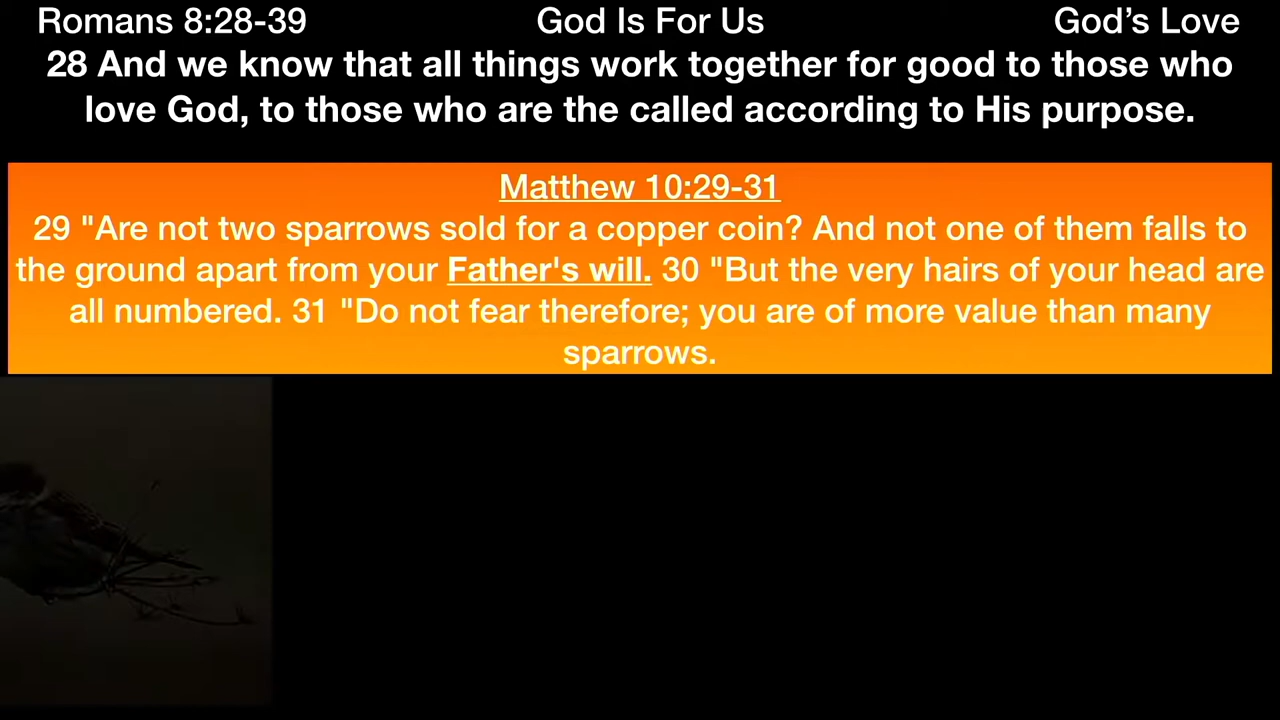 Romans 8:28-39 God Is For Us God’s Love
28 And we know that all things work together for good to those who
love God, to those who are the called according to His purpose.
Matthew 10:29-31
29 "Are not two sparrows sold for a copper coin? And not one of them falls to
the ground apart from your Father's will. 30 "But the very hairs of your head are
all numbered. 31 "Do not fear therefore; you are of more value than many
sparrows.